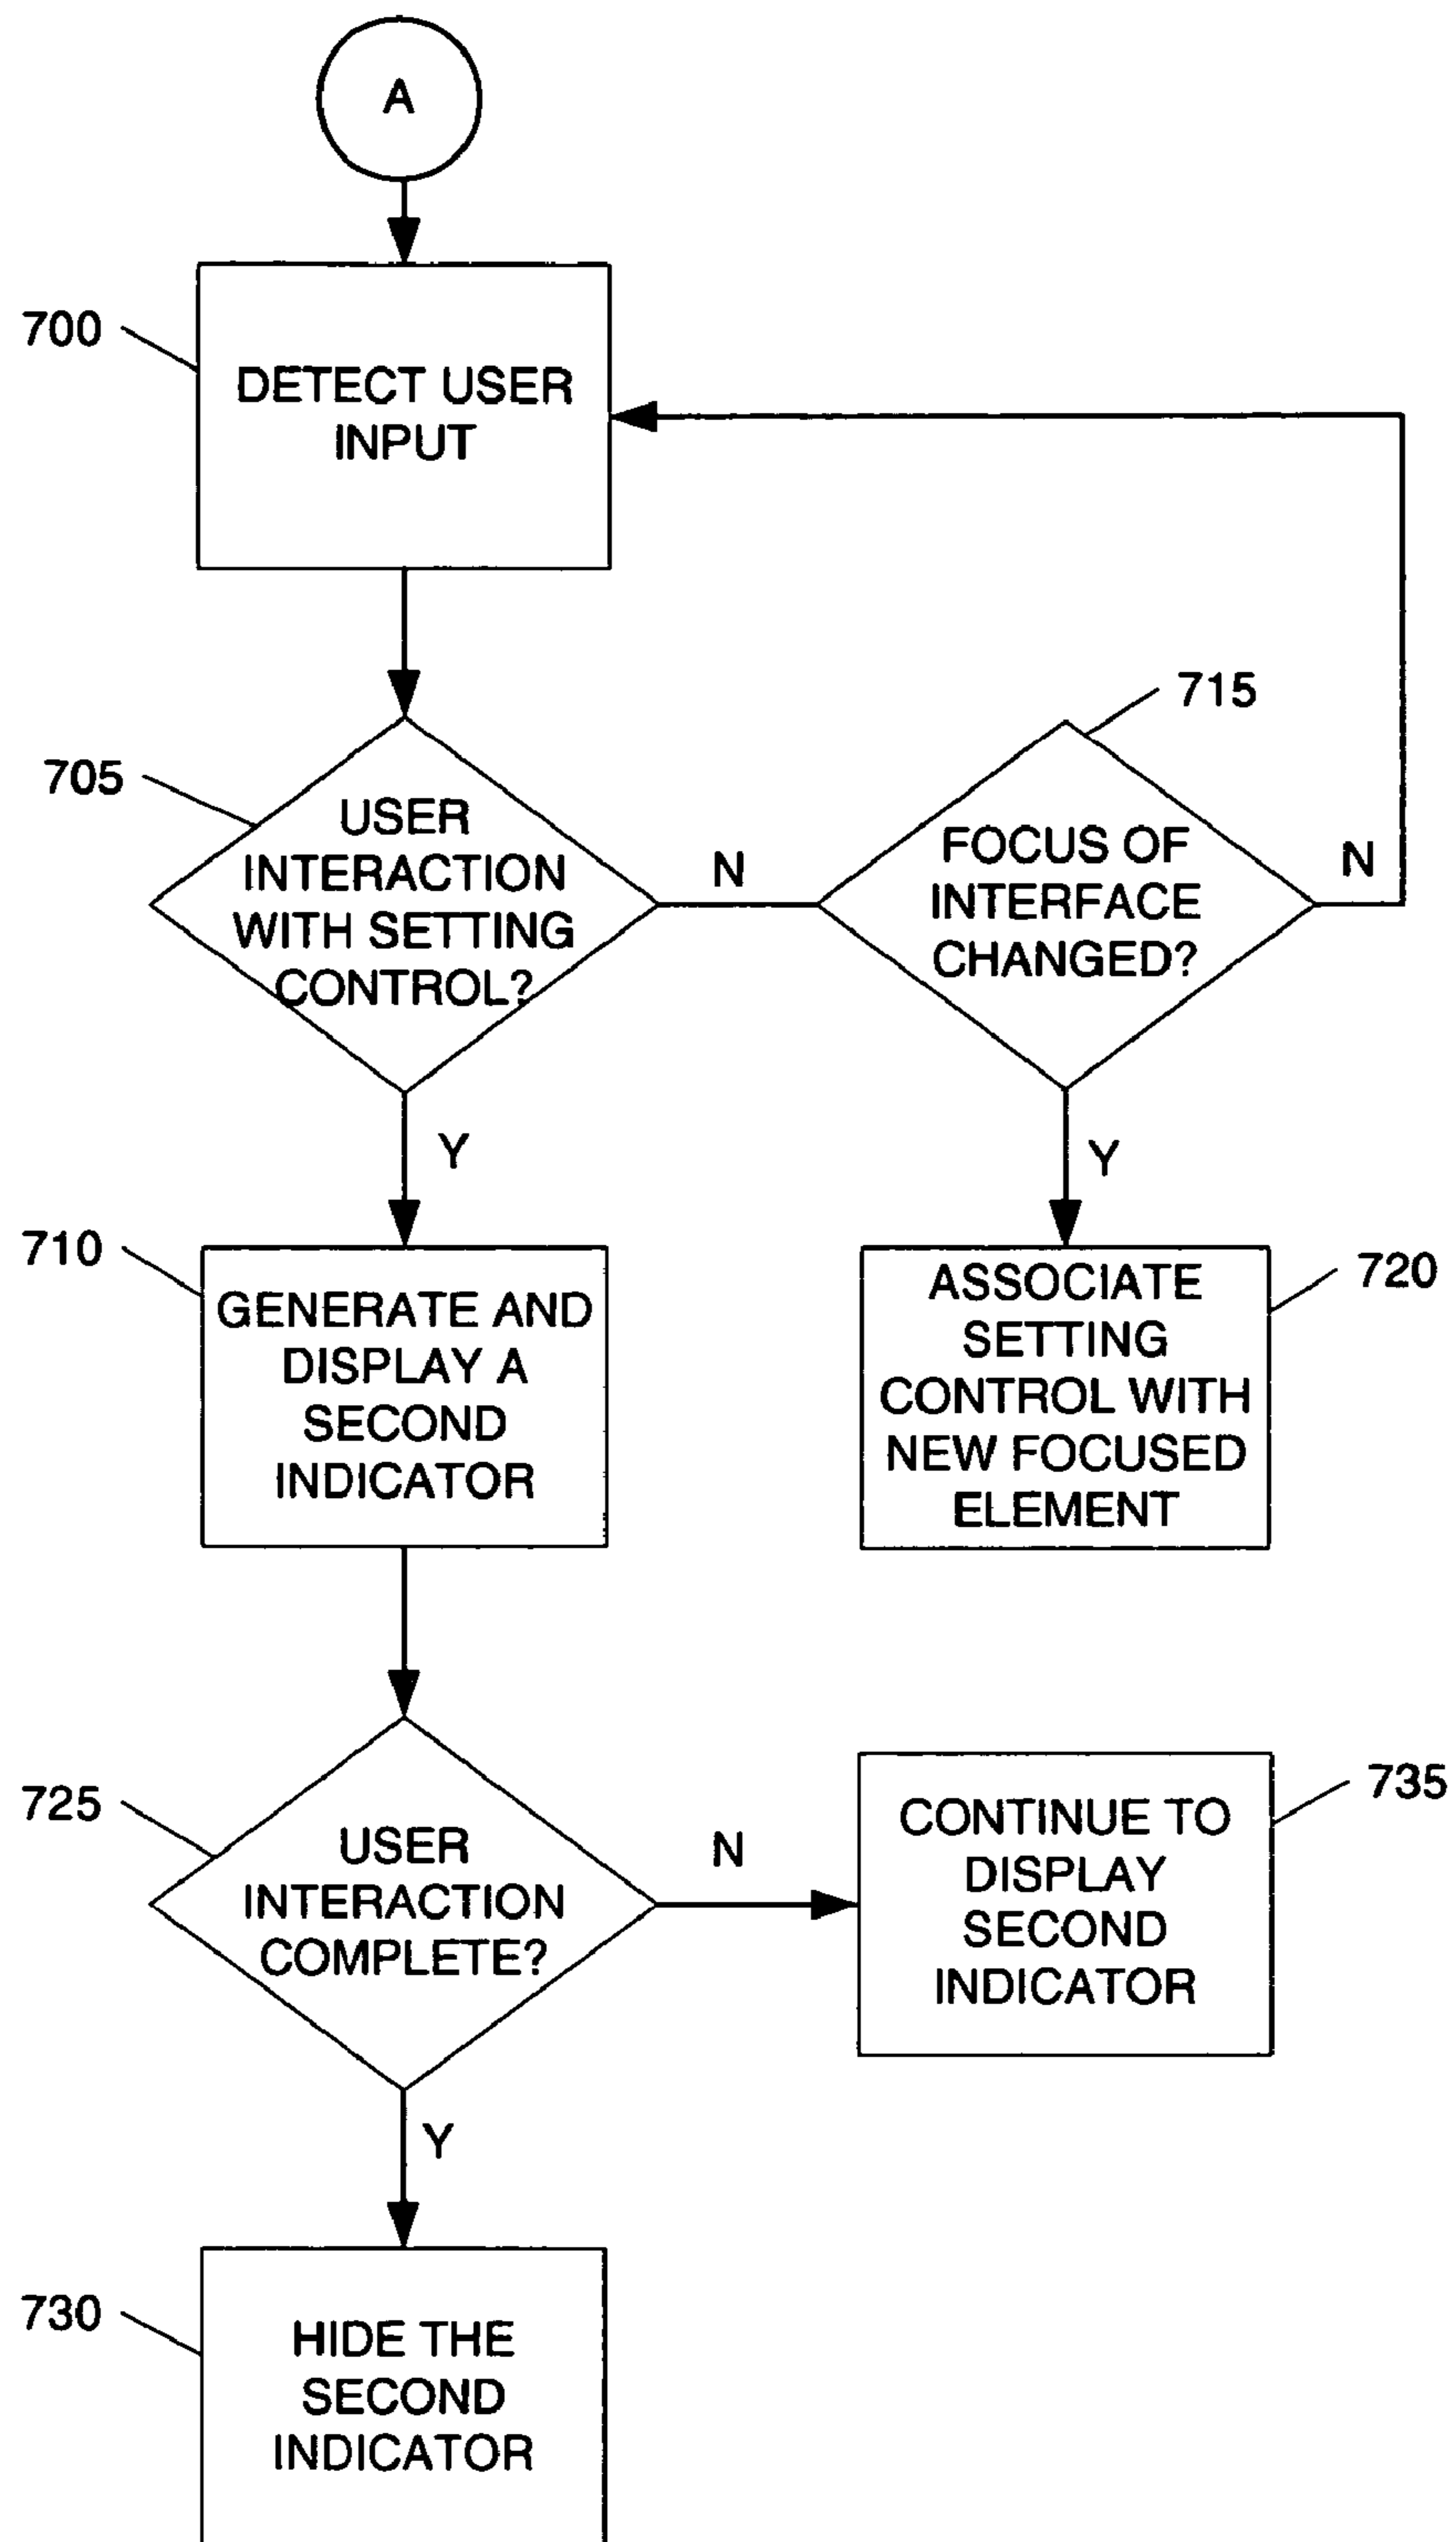 A
700
DETECT USER
INPUT
705
USER
INTERACTION
WITH SETTING
CONTROL?
N
715
FOCUS OF
INTERFACE
CHANGED?
N
Y
Y
710
GENERATE AND
DISPLAY A
SECOND
INDICATOR
ASSOCIATE
SETTING
CONTROL WITH
NEW FOCUSED
ELEMENT
720
725
USER
INTERACTION
COMPLETE?
N
CONTINUE TO
DISPLAY
SECOND
INDICATOR
735
Y
730
HIDE THE
SECOND
INDICATOR